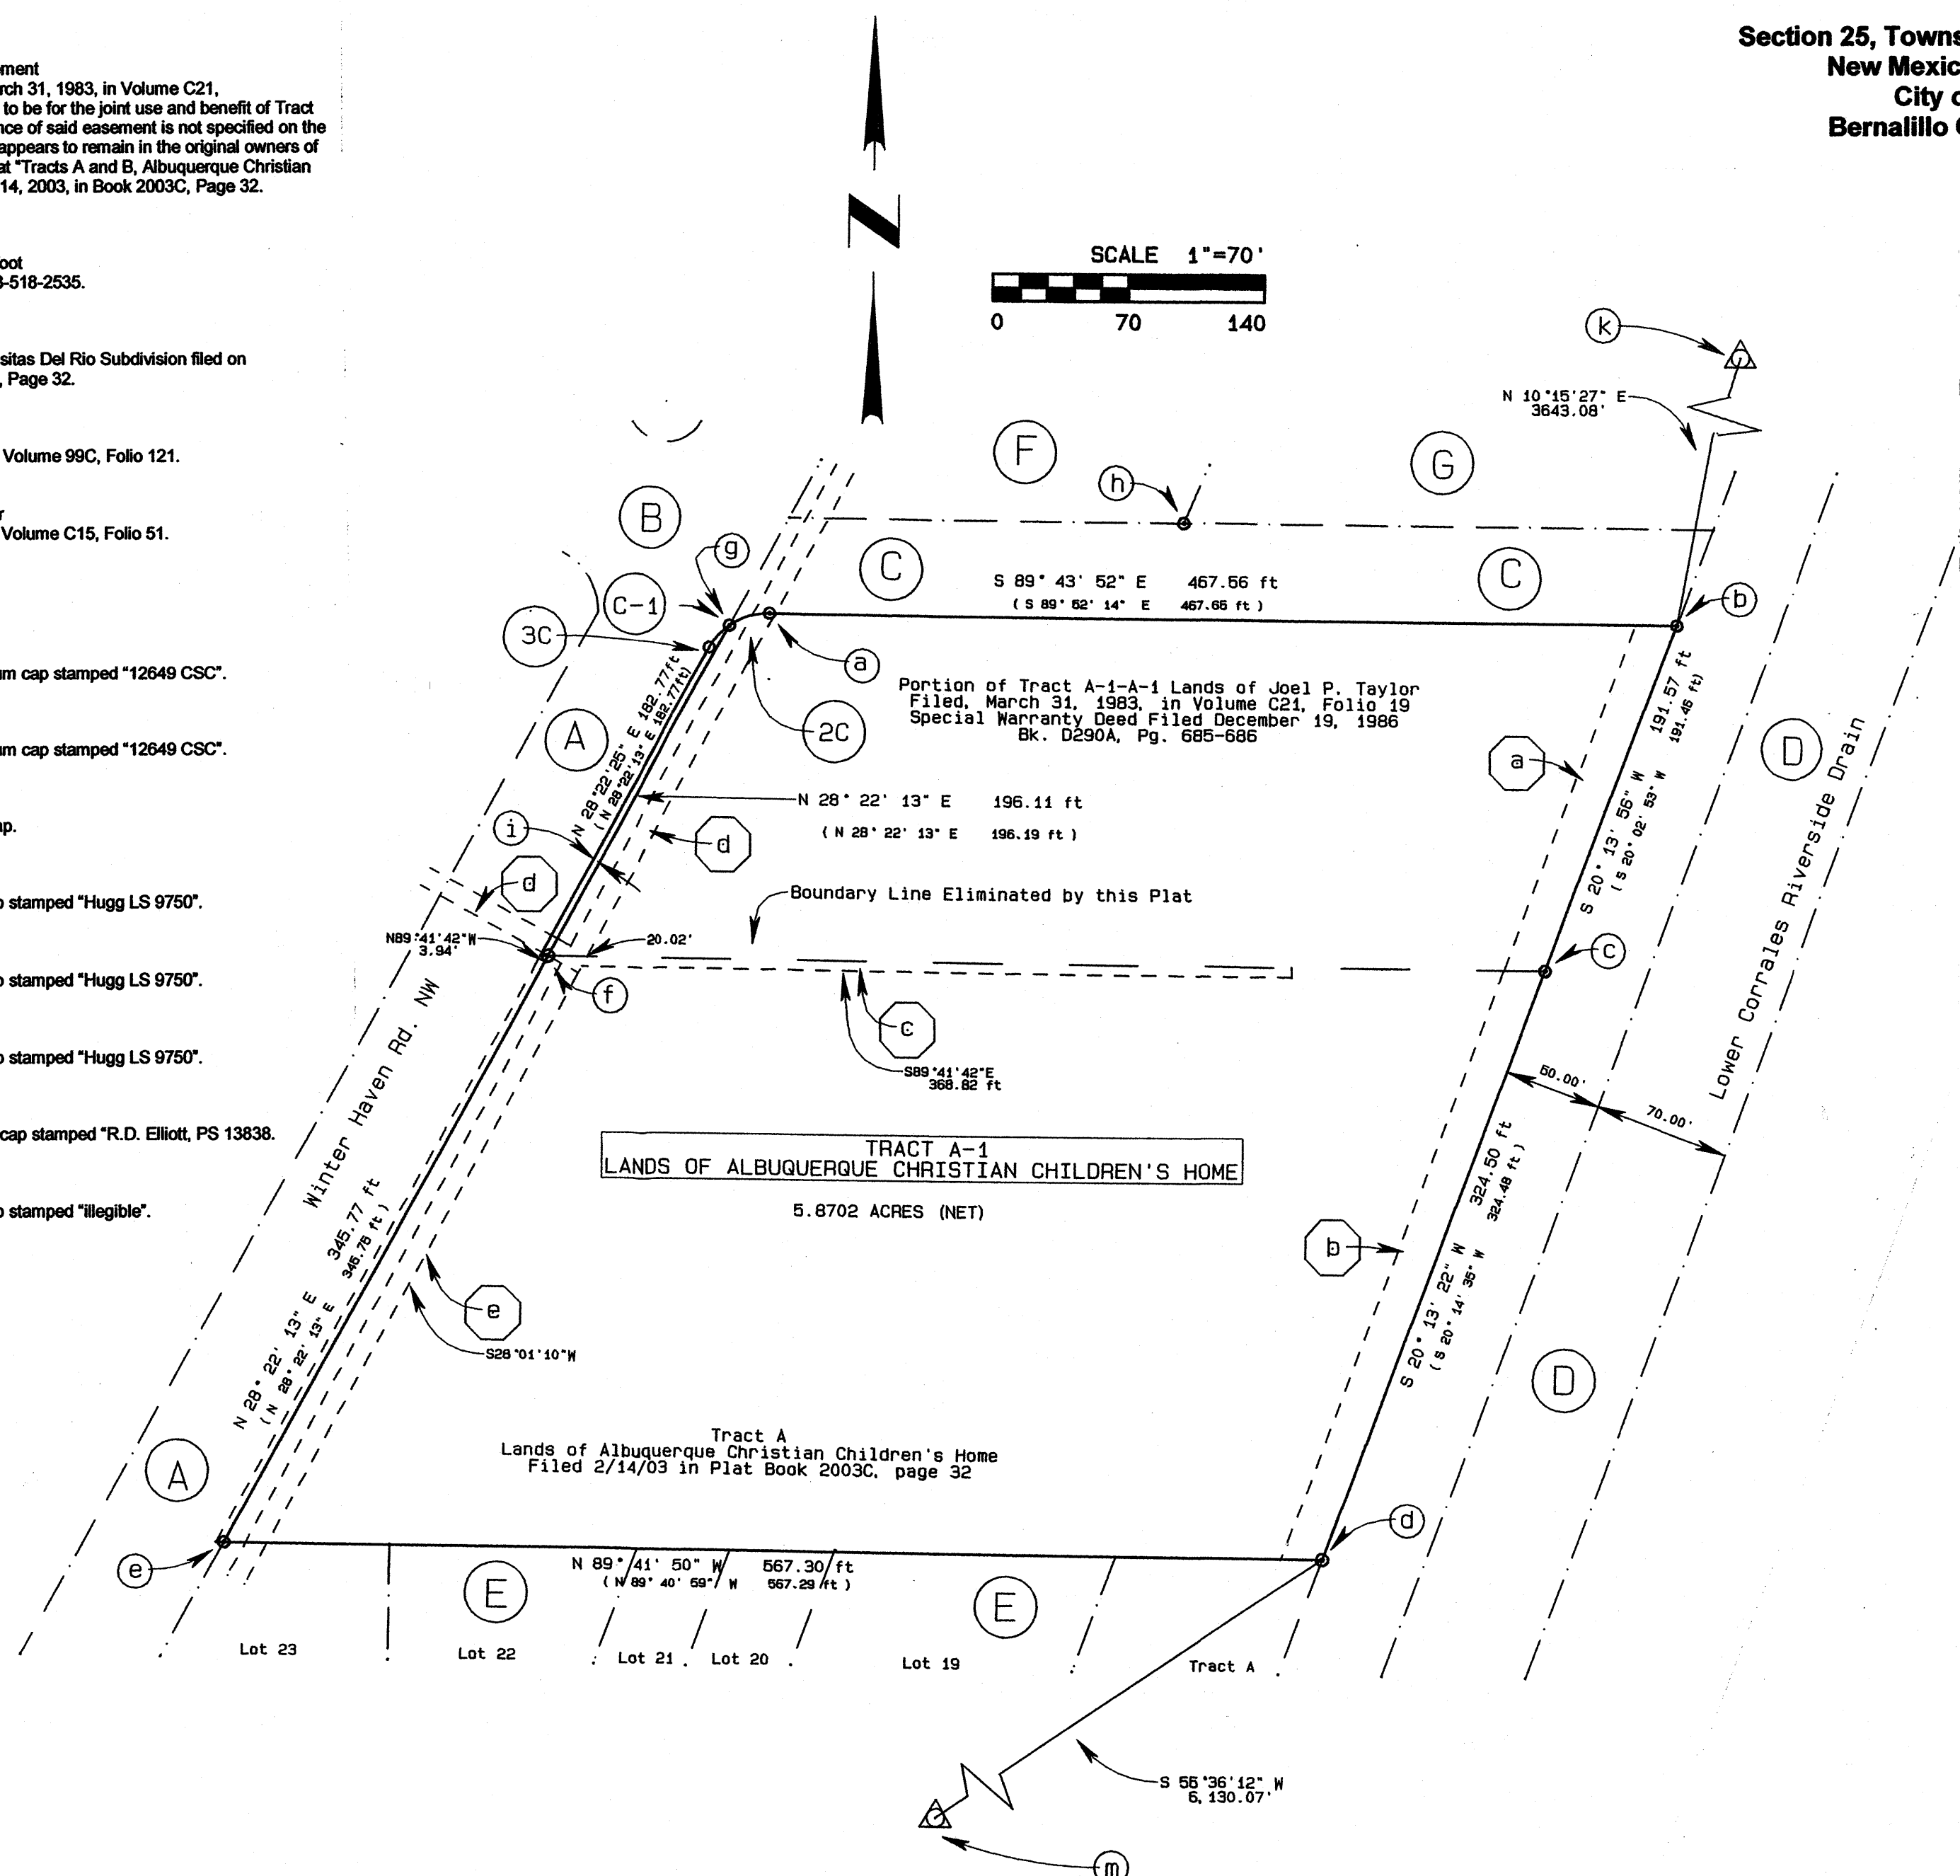 Section 25, Towns
New Mexic
City o
Bernalillo
ment
rch 31, 1983, in Volume C21,
to be for the joint use and benefit of Tract
nce of said easement is not specified on the
appears to remain in the original owners of
at "Tracts A and B, Albuquerque Christian
14, 2003, in Book 2003C, Page 32.
oot
-518-2535.
sitas Del Rio Subdivision filed on
, Page 32.
Volume 99C, Folio 121.
r
Volume C15, Folio 51.
um cap stamped "12649 CSC".
um cap stamped "12649 CSC".
ap.
p stamped "Hugg LS 9750".
p stamped "Hugg LS 9750".
p stamped "Hugg LS 9750".
cap stamped "R.D. Elliott, PS 13838.
p stamped "illegible".
N
SCALE 1"=70'
0 70 140
k
N 10°15'27" E
3643.08'
F
G
h
B
g
C
C
S 89° 43' 52" E 467.56 ft
( S 89° 52' 14" E 467.65 ft )
b
C-1
3C
a
2C
Portion of Tract A-1-A-1 Lands of Joel P. Taylor
Filed, March 31, 1983, in Volume C21, Folio 19
Special Warranty Deed Filed December 19, 1986
Bk. D290A, Pg. 685-686
N 28°22'25" E 182.77ft
( N 28°22'13" E 182.77ft)
A
a
D
191.57 ft
191.46 ft)
S 20° 13' 56" W
( S 20° 02' 53" W
Lower Corrales Riverside Drain
N 28° 22' 13" E 196.11 ft
( N 28° 22' 13" E 196.19 ft )
i
d
d
Boundary Line Eliminated by this Plat
N89°41'42"W
3.94'
20.02'
f
c
c
S89°41'42"E
368.82 ft
Winter Haven Rd. NW
50.00'
70.00'
TRACT A-1
LANDS OF ALBUQUERQUE CHRISTIAN CHILDREN'S HOME
5.8702 ACRES (NET)
N 28° 22' 13" E 345.77 ft
( N 28° 22' 13" E 345.76 ft )
324.50 ft
324.48 ft )
S 20° 13' 22" W
( S 20° 14' 35" W
b
e
S28°01'10"W
D
A
Tract A
Lands of Albuquerque Christian Children's Home
Filed 2/14/03 in Plat Book 2003C, page 32
d
e
N 89° 41' 50" W 567.30 ft
( N 89° 40' 59" W 567.29 ft )
E
E
Lot 23
Lot 22
Lot 21
Lot 20
Lot 19
Tract A
S 55°36'12" W
6,130.07'
m